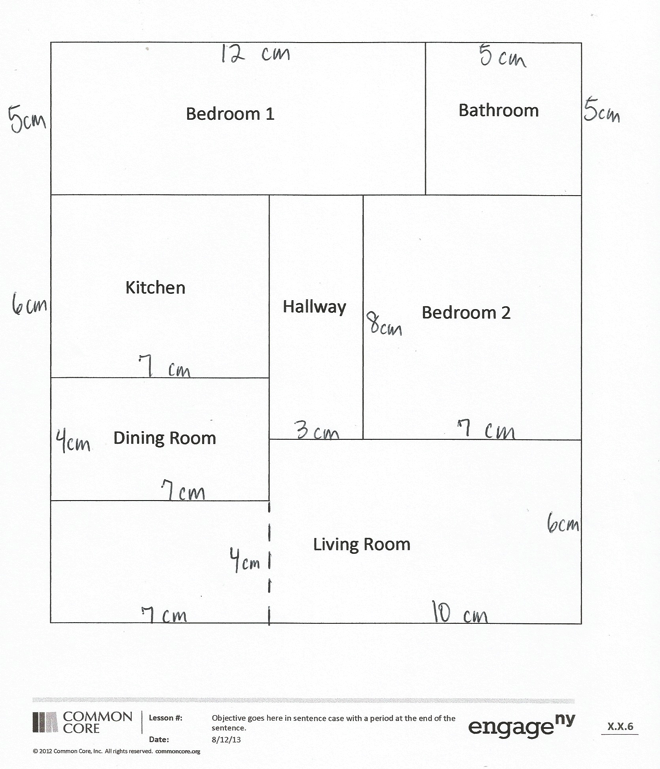 12 cm
5 cm
5cm
Bedroom 1
Bathroom
5cm
Kitchen
6cm
Hallway
8cm
Bedroom 2
7 cm
4cm
Dining Room
3 cm
7 cm
7cm
4cm
Living Room
6cm
7 cm
10 cm
COMMON
CORE
Lesson #:
Objective goes here in sentence case with a period at the end of the
sentence.
Date:
8/12/13
engageny
X.X.6
© 2012 Common Core, Inc. All rights reserved. commoncore.org